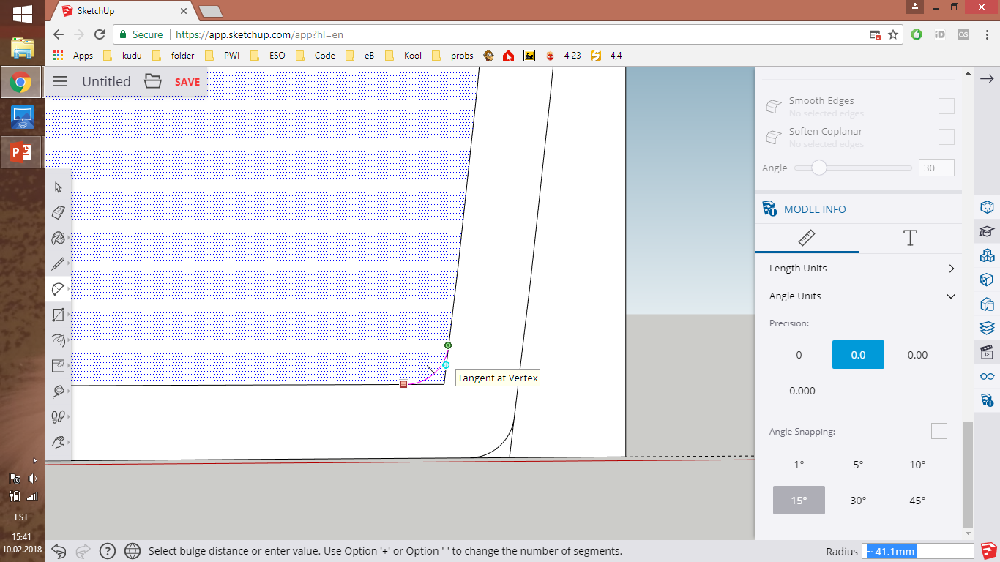 SketchUp
Secure
https://app.sketchup.com/app?hl=en
iD
os
Apps kudu folder PWI ESO Code eB Kool probs 4 23 4,4
Untitled SAVE
Smooth Edges
No selected edges
Soften Coplanar
No selected edges
Angle 30
MODEL INFO
T
Length Units
Angle Units
Precision:
0 0.0 0.00
0.000
Angle Snapping:
1° 5° 10°
15° 30° 45°
Tangent at Vertex
P
EST
15:41
10.02.2018
?
Select bulge distance or enter value. Use Option '+' or Option '-' to change the number of segments.
Radius ~ 41.1mm